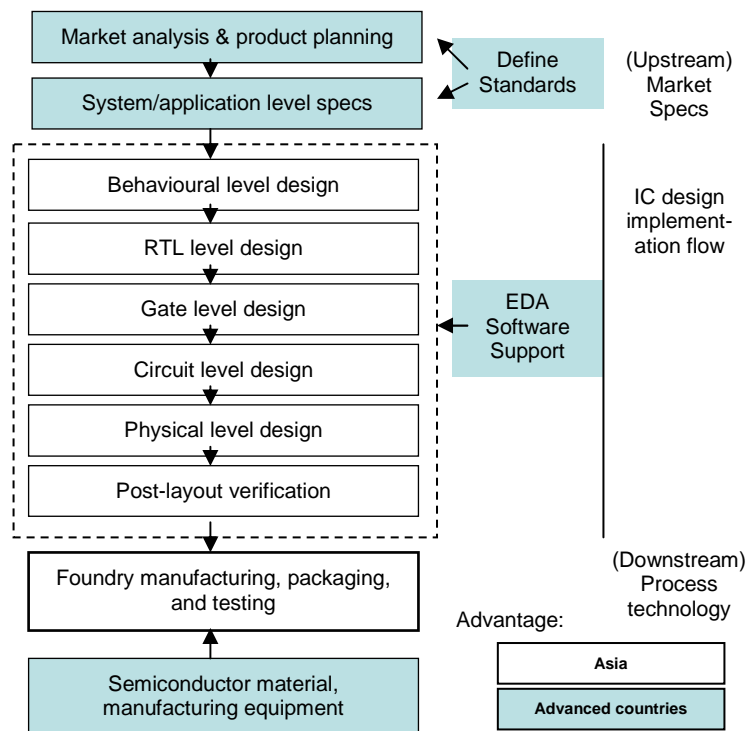 Market analysis & product planning
System/application level specs
Define
Standards
(Upstream)
Market
Specs
Behavioural level design
RTL level design
Gate level design
Circuit level design
Physical level design
Post-layout verification
EDA
Software
Support
IC design
implement-
ation flow
Foundry manufacturing, packaging,
and testing
(Downstream)
Process
technology
Semiconductor material,
manufacturing equipment
Advantage:
Asia
Advanced countries